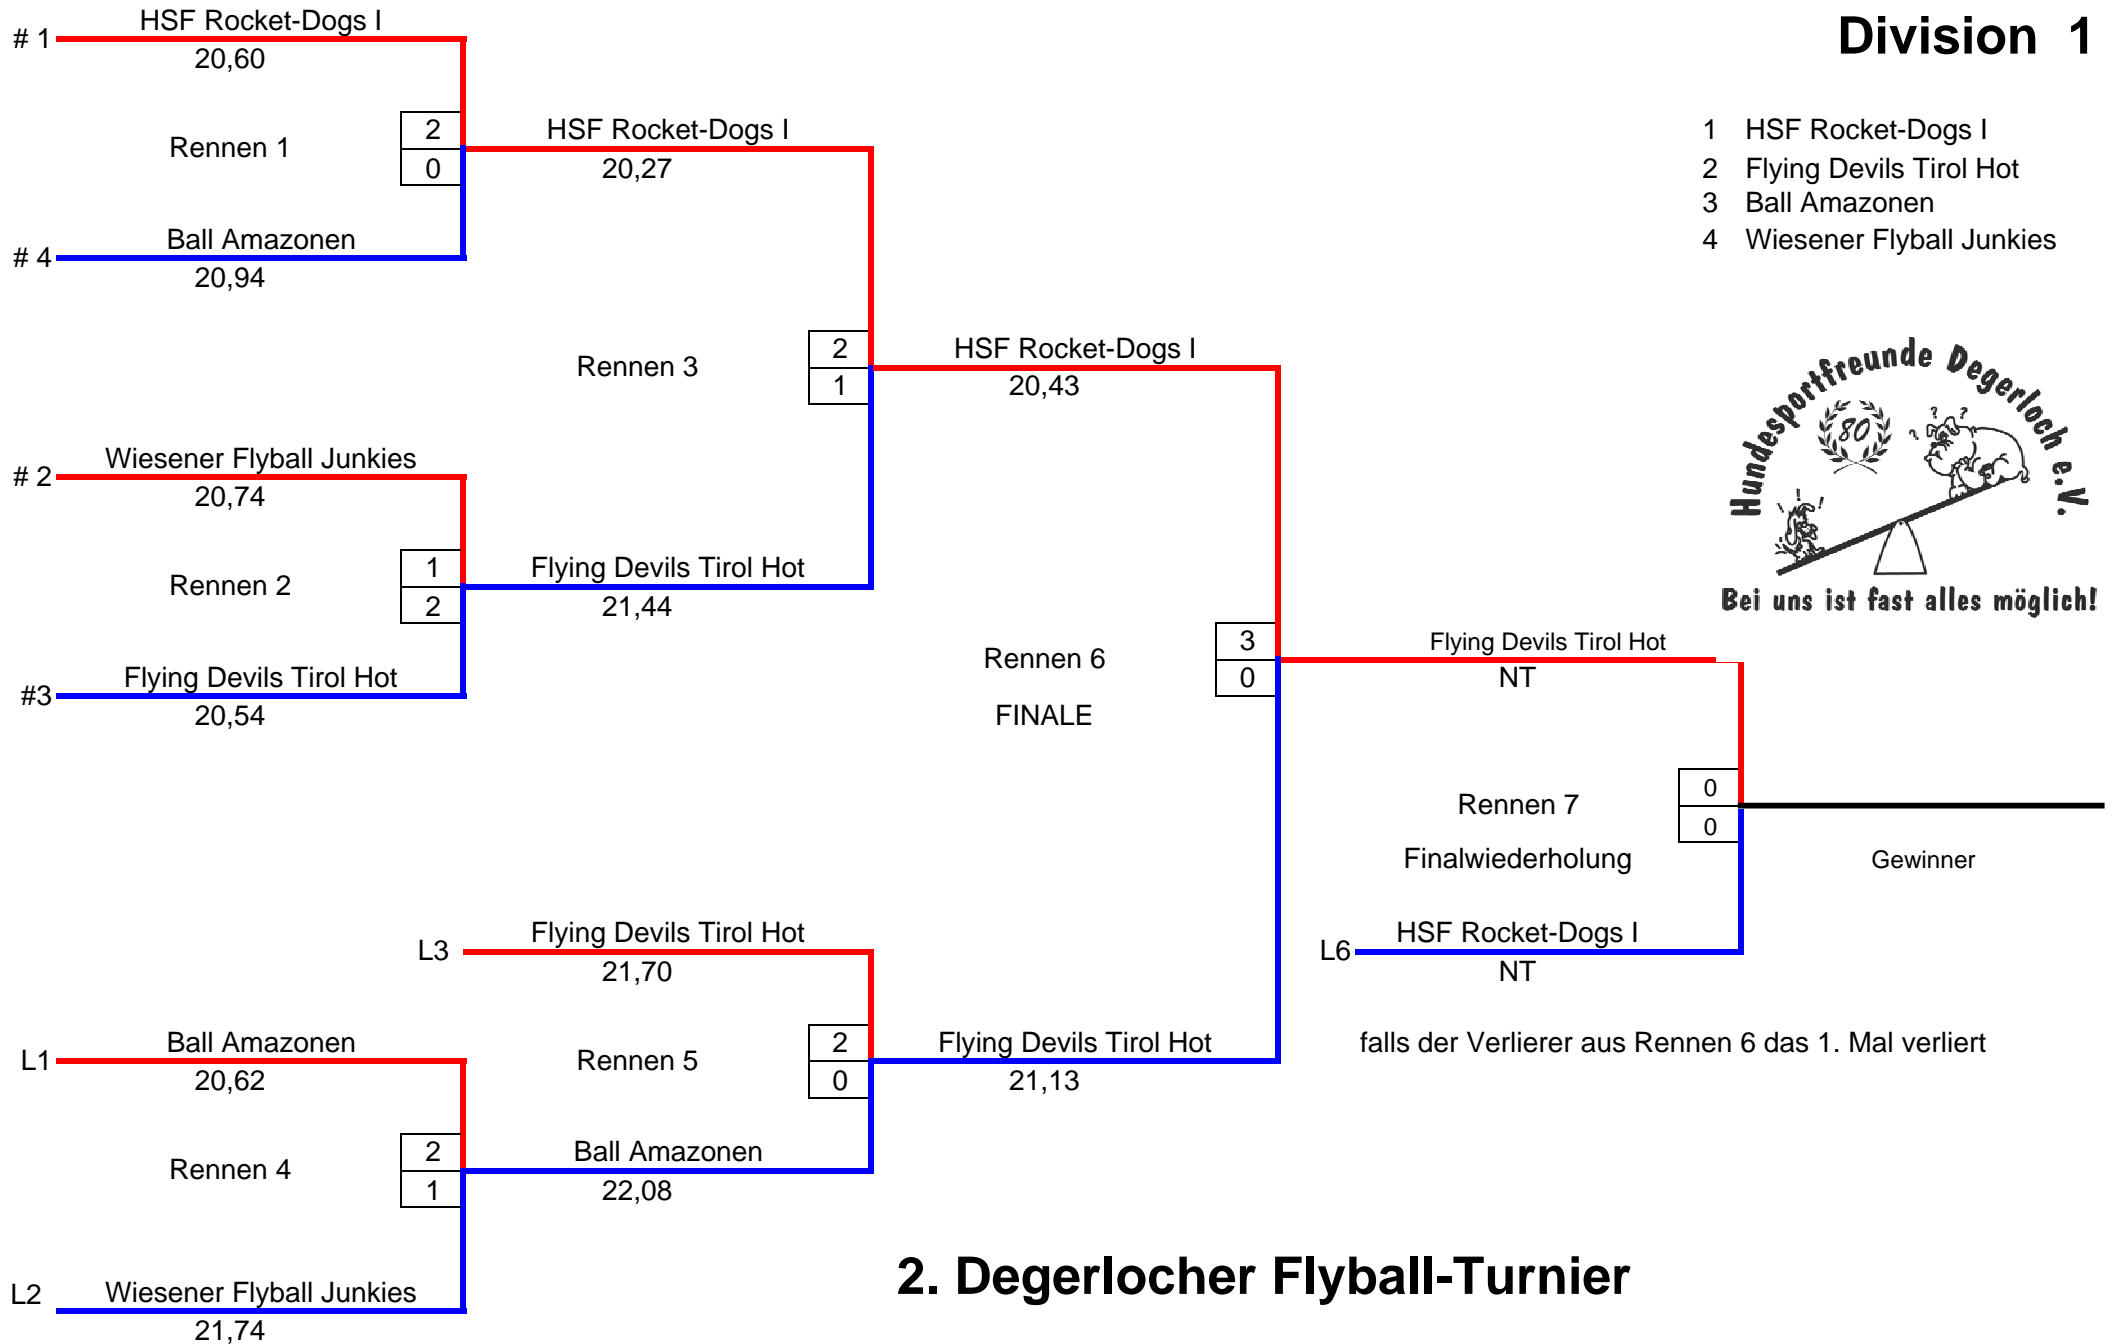 Division 1
HSF Rocket-Dogs I
# 1
20,60
Rennen 1
2
0
Ball Amazonen
# 4
20,94
HSF Rocket-Dogs I
20,27
1 HSF Rocket-Dogs I
2 Flying Devils Tirol Hot
3 Ball Amazonen
4 Wiesener Flyball Junkies
Rennen 3
2
1
HSF Rocket-Dogs I
20,43
Hundesportfreunde Degerloch e.V.
80
Bei uns ist fast alles möglich!
Wiesener Flyball Junkies
# 2
20,74
Rennen 2
1
2
Flying Devils Tirol Hot
21,44
Flying Devils Tirol Hot
#3
20,54
Rennen 6
3
0
FINALE
Flying Devils Tirol Hot
NT
Rennen 7
0
0
Finalwiederholung
Gewinner
HSF Rocket-Dogs I
L6
NT
falls der Verlierer aus Rennen 6 das 1. Mal verliert
Flying Devils Tirol Hot
L3
21,70
Rennen 5
2
0
Flying Devils Tirol Hot
21,13
Ball Amazonen
L1
20,62
Rennen 4
2
1
Ball Amazonen
22,08
Wiesener Flyball Junkies
L2
21,74
2. Degerlocher Flyball-Turnier